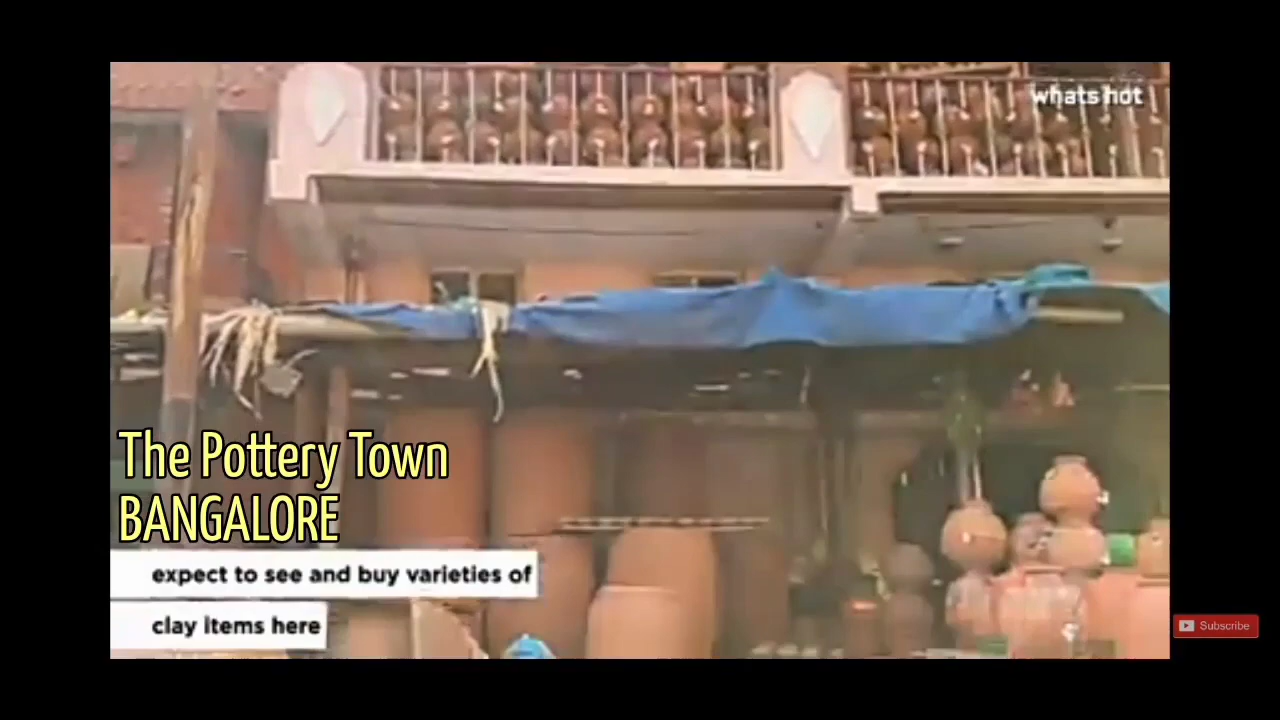 whats hot
The Pottery Town
BANGALORE
expect to see and buy varieties of
clay items here
Subscribe